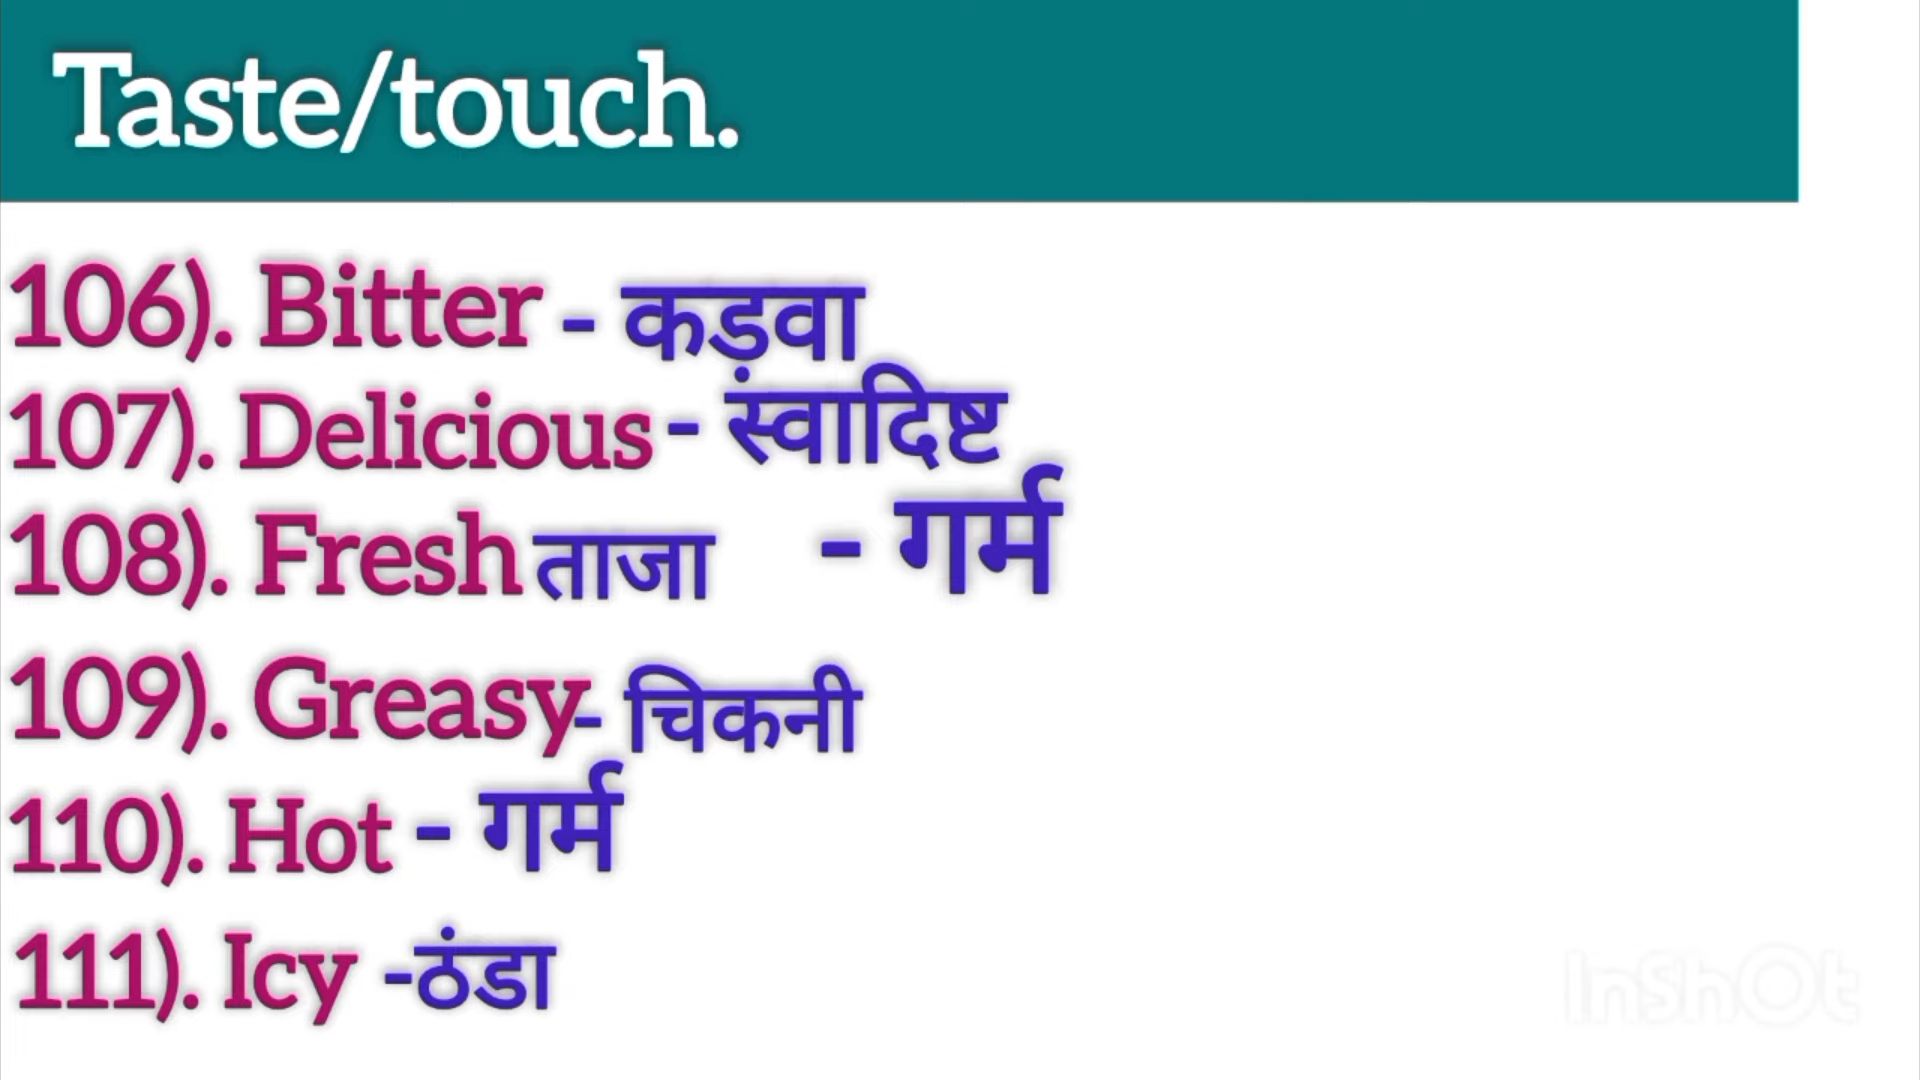 Taste/touch.
106). Bitter - कड़वा
107). Delicious - स्वादिष्ट
108). Fresh ताजा - गर्म
109). Greasy- चिकनी
110). Hot - गर्म
111). Icy -ठंडा
InShOt